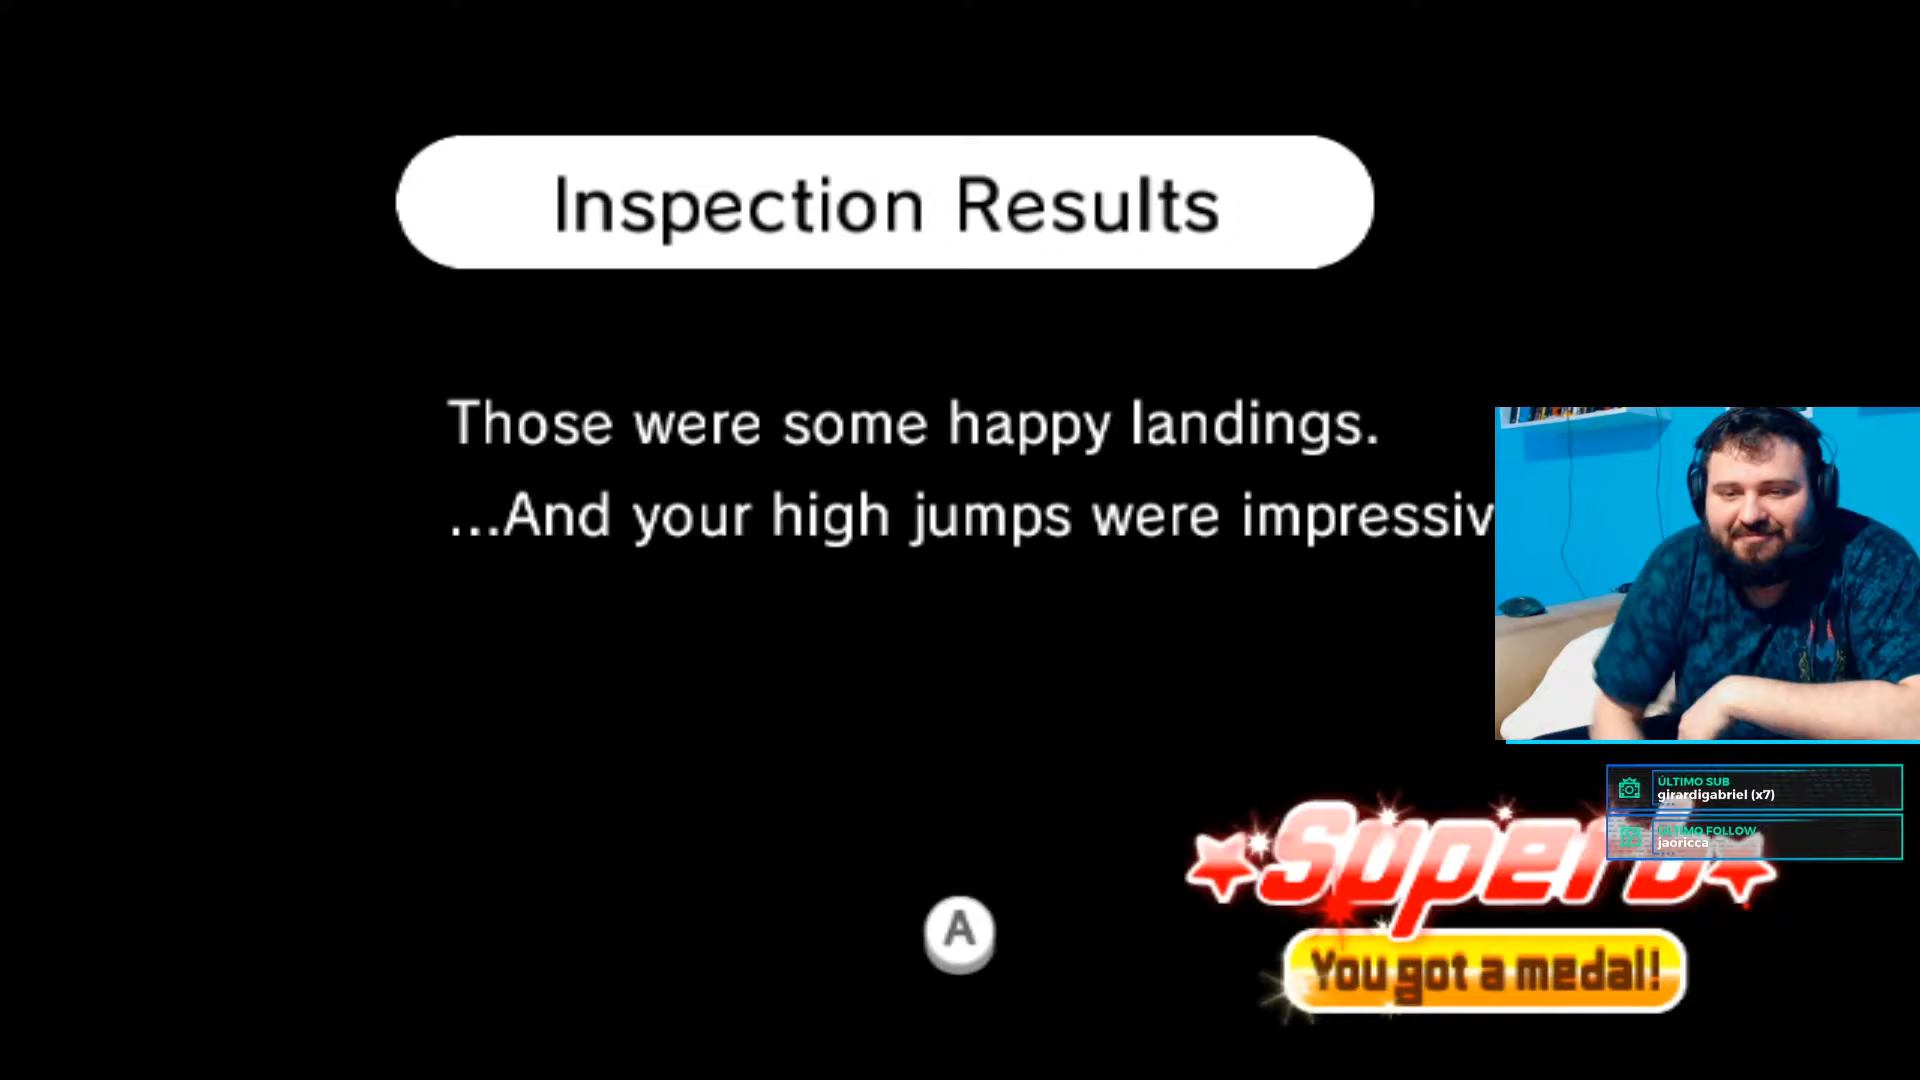 Inspection Results
Those were some happy landings.
...And your high jumps were impressiv
ÚLTIMO SUB
girardigabriel (x7)
ÚLTIMO FOLLOW
jaoricca
Superb
A
You got a medal!